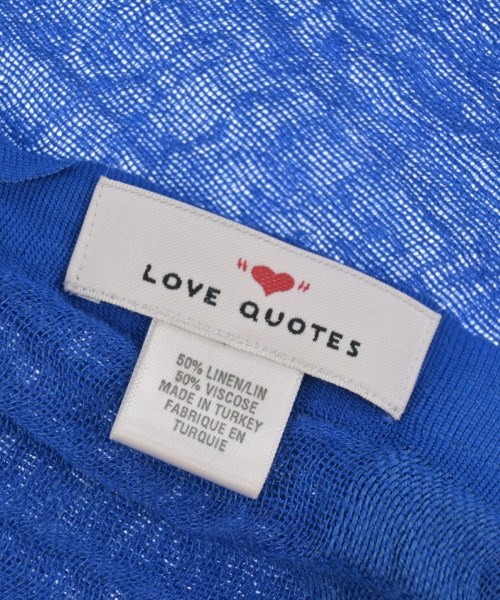 "❤"
LOVE QUOTES
50% LINEN/LIN
50% VISCOSE
MADE IN TURKEY
FABRIQUE EN
TURQUIE